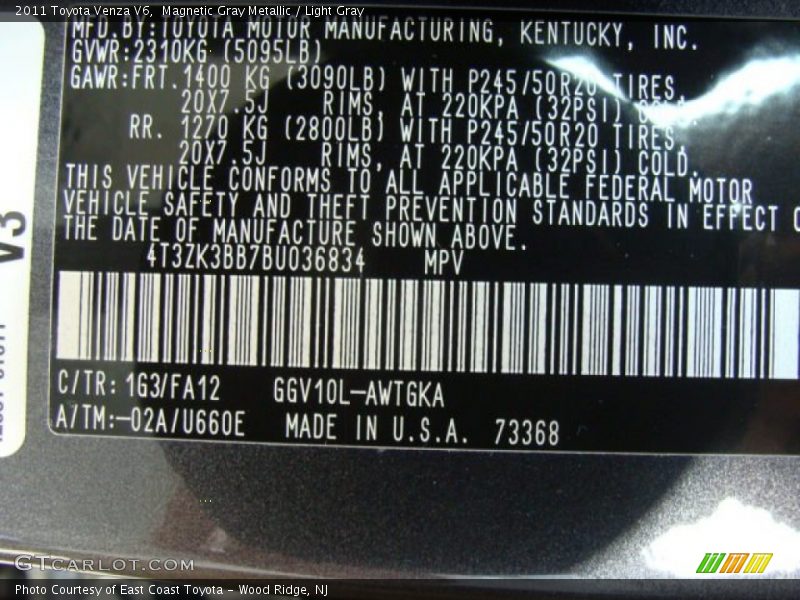 2011 Toyota Venza V6,  Magnetic Gray Metallic / Light Gray
MFD.BY:TOYOTA MOTOR MANUFACTURING, KENTUCKY, INC.
GVWR:2310KG (5095LB)
GAWR:FRT.1400 KG (3090LB) WITH P245/50R20 TIRES,
20X7.5J RIMS, AT 220KPA (32PSI) COLD.
RR. 1270 KG (2800LB) WITH P245/50R20 TIRES,
20X7.5J RIMS, AT 220KPA (32PSI) COLD.
THIS VEHICLE CONFORMS TO ALL APPLICABLE FEDERAL MOTOR
VEHICLE SAFETY AND THEFT PREVENTION STANDARDS IN EFFECT O
THE DATE OF MANUFACTURE SHOWN ABOVE.
4T3ZK3BB7BU036834 MPV
C/TR: 1G3/FA12 GGV10L-AWTGKA
A/TM:-02A/U660E MADE IN U.S.A. 73368
V3
GTCARLOT.COM
Photo Courtesy of East Coast Toyota - Wood Ridge, NJ